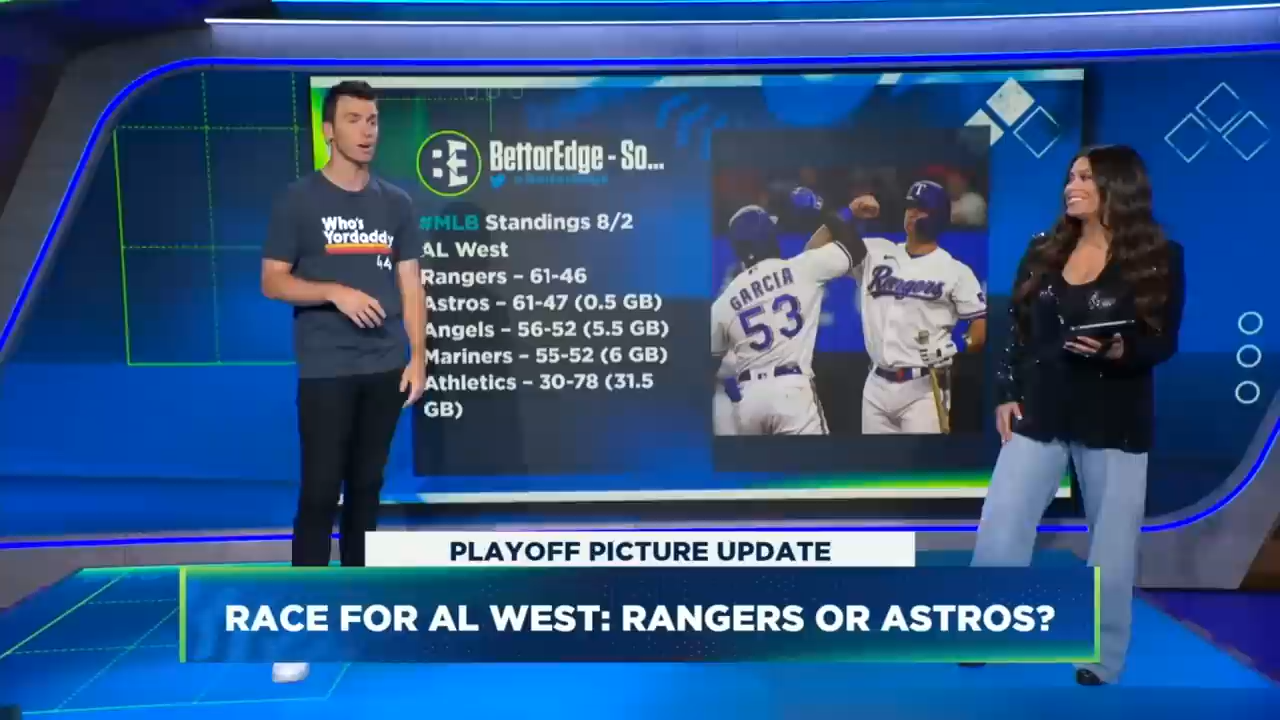 BettorEdge - So...
#MLB Standings 8/2
AL West
Rangers – 61-46
Astros – 61-47 (0.5 GB)
Angels – 56-52 (5.5 GB)
Mariners – 55-52 (6 GB)
Athletics – 30-78 (31.5
GB)
Who's
Yordaddy
44
GARCIA
53
T
Rangers
PLAYOFF PICTURE UPDATE
RACE FOR AL WEST: RANGERS OR ASTROS?